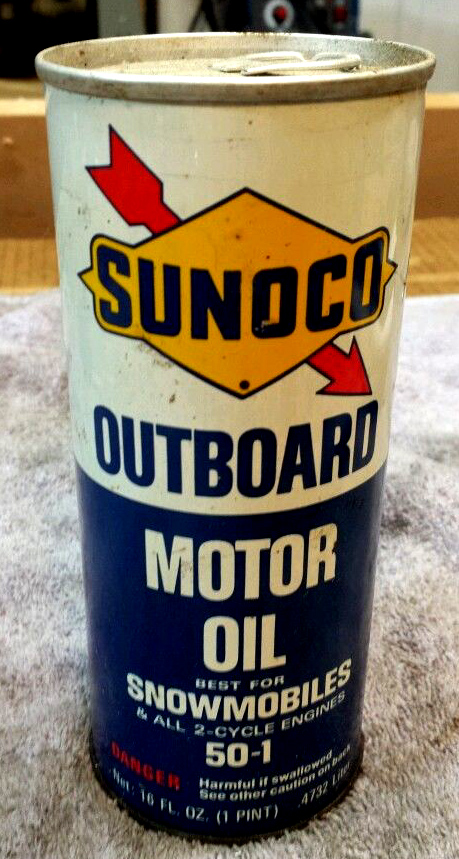 SUNOCO
OUTBOARD
MOTOR
OIL
BEST FOR
SNOWMOBILES
& ALL 2-CYCLE ENGINES
50-1
DANGER Harmful if swallowed
See other caution on back
Net: 16 FL. OZ. (1 PINT) .4732 Liter